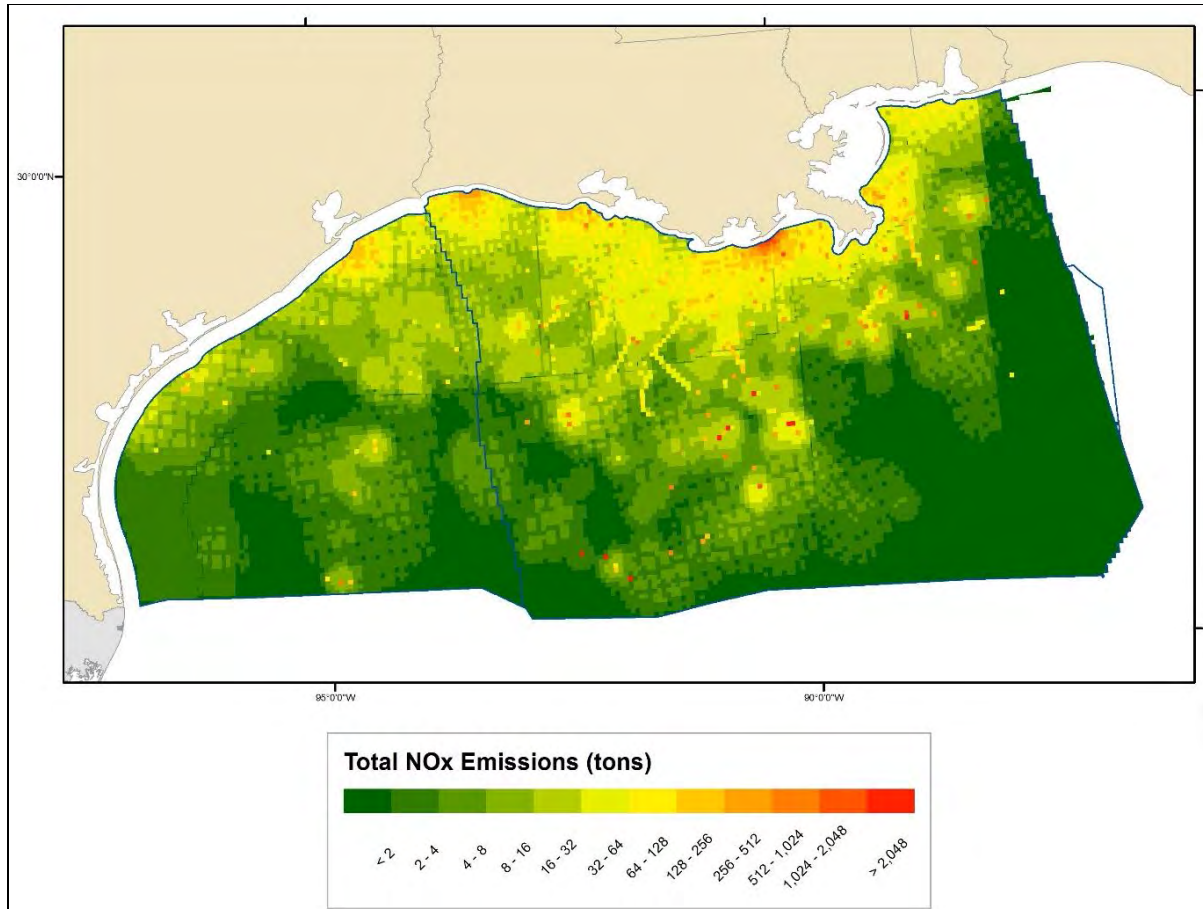 30°0'0"N
95°0'0"W
90°0'0"W
Total NOx Emissions (tons)
< 2
2 - 4
4 - 8
8 - 16
16 - 32
32 - 64
64 - 128
128 - 256
256 - 512
512 - 1,024
1,024 - 2,048
> 2,048